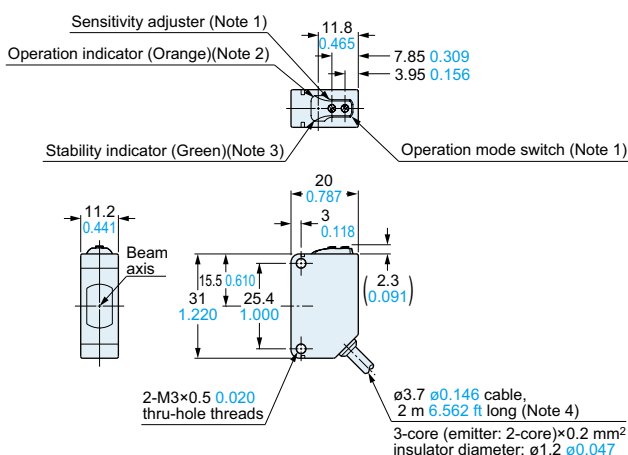 Sensitivity adjuster (Note 1)
11.8
0.465
Operation indicator (Orange)(Note 2)
7.85 0.309
3.95 0.156
Stability indicator (Green)(Note 3)
Operation mode switch (Note 1)
20
0.787
11.2
0.441
3
0.118
Beam
axis
15.5 0.610
31
1.220
25.4
1.000
(2.3
0.091)
2-M3×0.5 0.020
thru-hole threads
ø3.7 ø0.146 cable,
2 m 6.562 ft long (Note 4)
3-core (emitter: 2-core)×0.2 mm²
insulator diameter: ø1.2 ø0.047